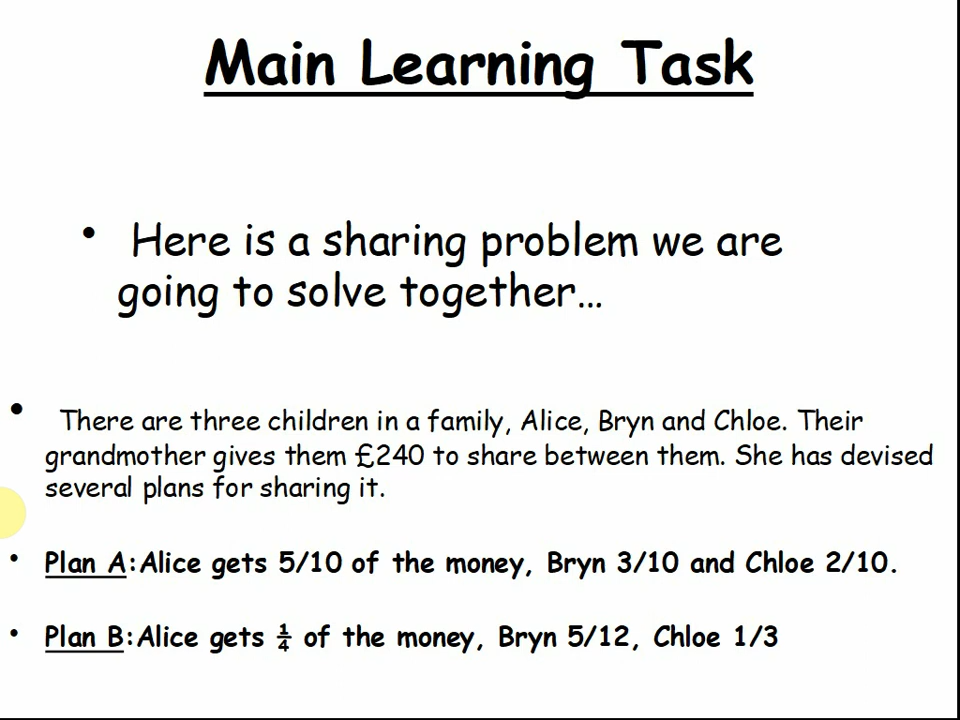 Main Learning Task
• Here is a sharing problem we are
going to solve together…
• There are three children in a family, Alice, Bryn and Chloe. Their
grandmother gives them £240 to share between them. She has devised
several plans for sharing it.
• Plan A:Alice gets 5/10 of the money, Bryn 3/10 and Chloe 2/10.
• Plan B:Alice gets ¼ of the money, Bryn 5/12, Chloe 1/3